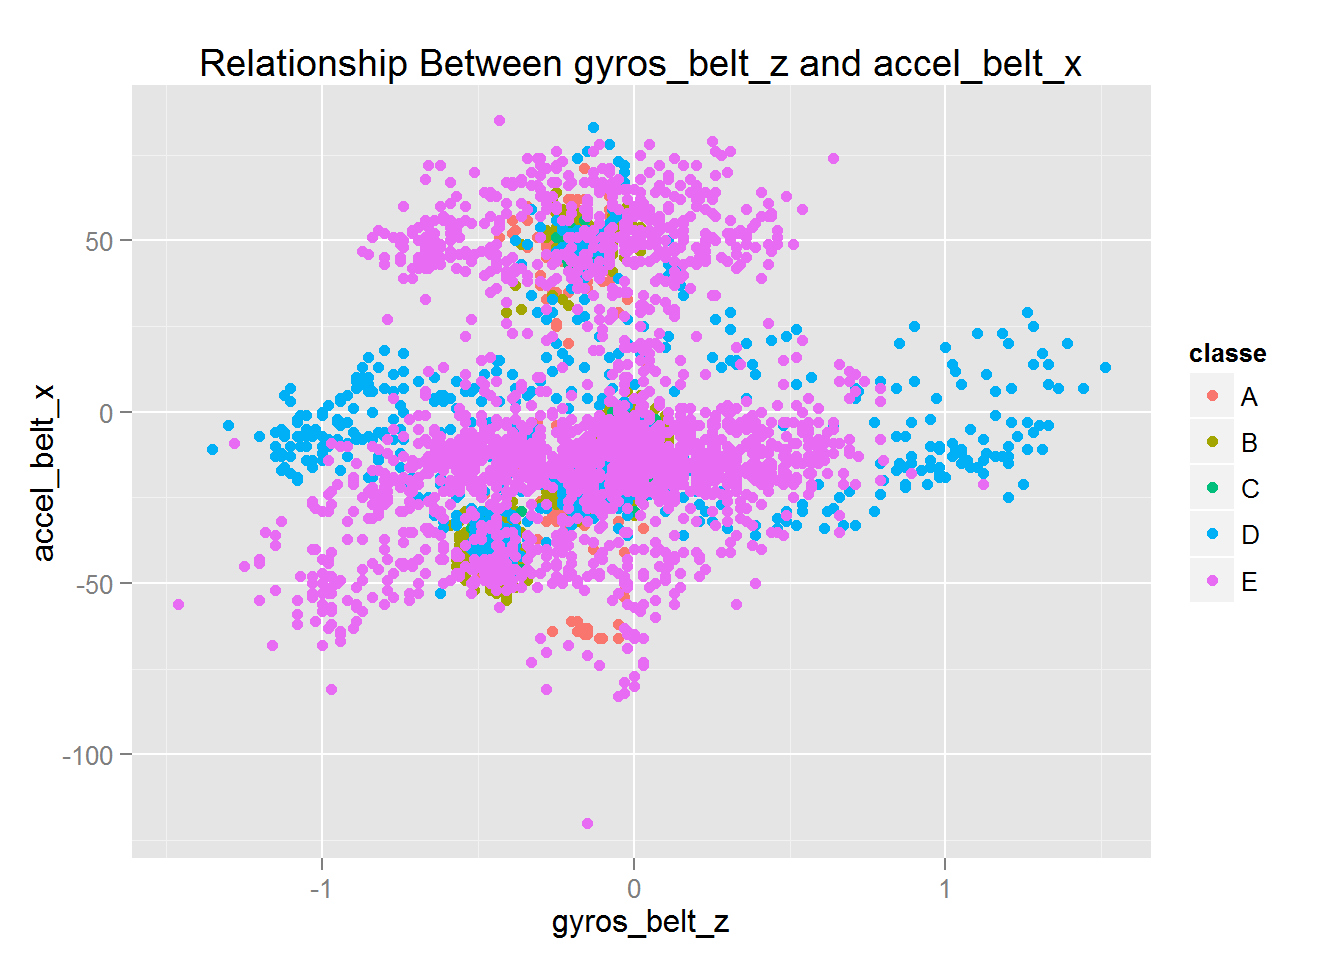 Relationship Between gyros_belt_z and accel_belt_x
accel_belt_x
50
0
-50
-100
-1
0
1
gyros_belt_z
classe
A
B
C
D
E